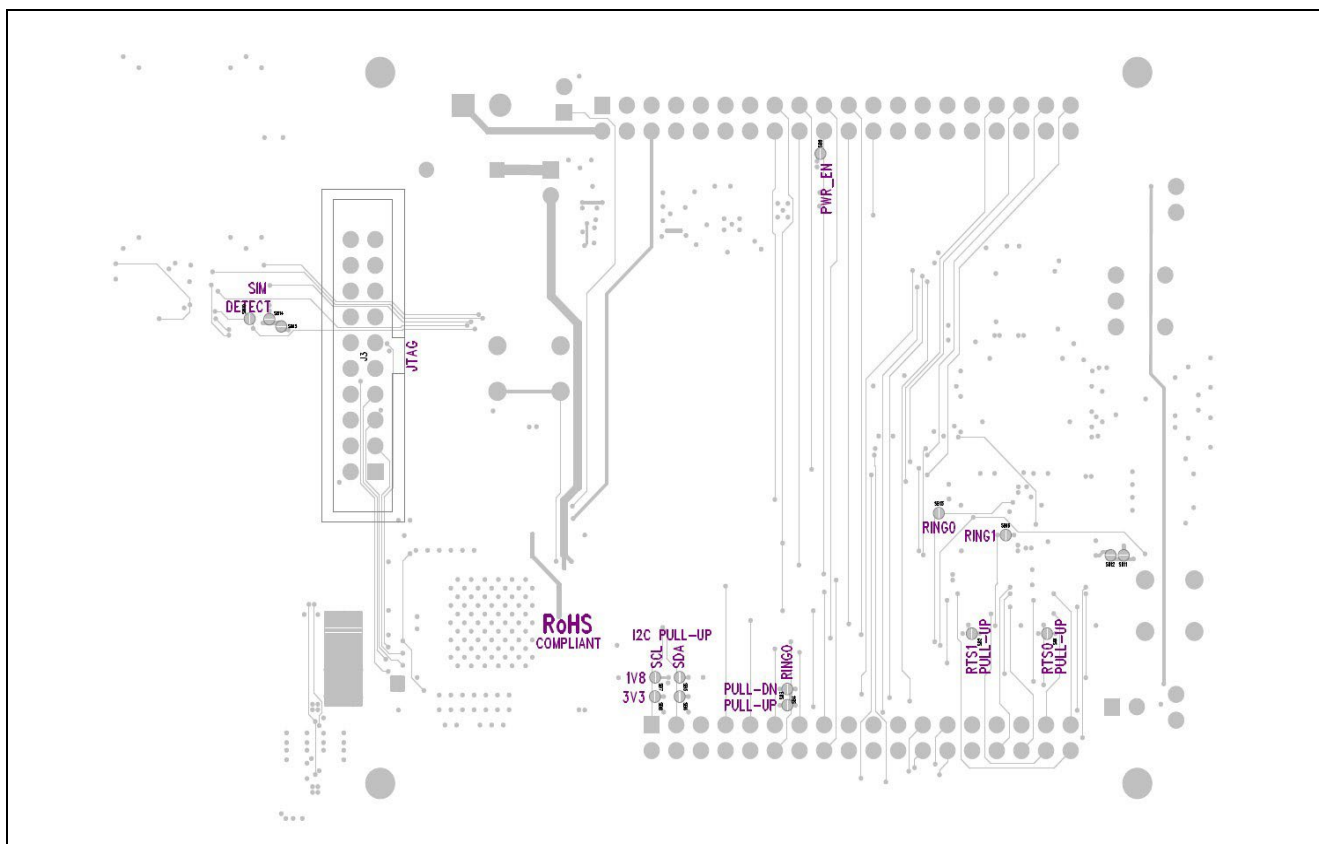 PWR_EN
SIM
DETECT
J3
JTAG
RING0
RING1
RoHS
COMPLIANT
I2C PULL-UP
SCL
SDA
1V8
3V3
RING0
PULL-DN
PULL-UP
RTS1
PULL-UP
RTS0
PULL-UP